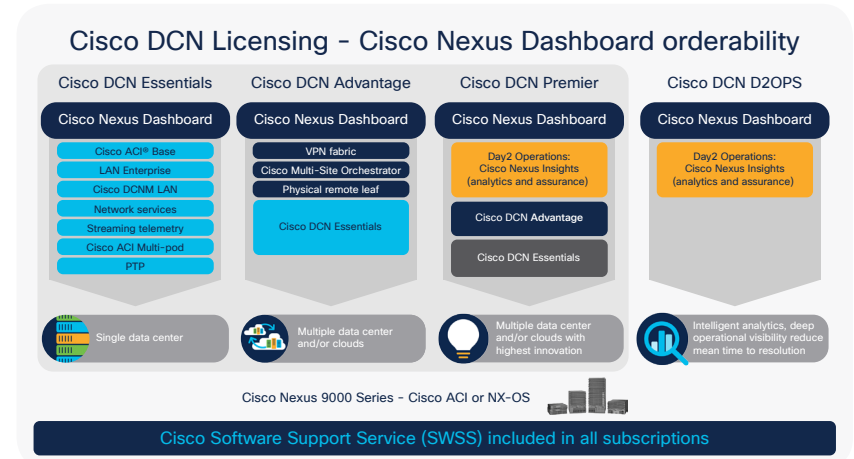 Cisco DCN Licensing - Cisco Nexus Dashboard orderability
Cisco DCN Essentials
Cisco Nexus Dashboard
Cisco ACI® Base
LAN Enterprise
Cisco DCNM LAN
Network services
Streaming telemetry
Cisco ACI Multi-pod
PTP
Single data center
Cisco DCN Advantage
Cisco Nexus Dashboard
VPN fabric
Cisco Multi-Site Orchestrator
Physical remote leaf
Cisco DCN Essentials
Multiple data center
and/or clouds
Cisco DCN Premier
Cisco Nexus Dashboard
Day2 Operations:
Cisco Nexus Insights
(analytics and assurance)
Cisco DCN Advantage
Cisco DCN Essentials
Multiple data center
and/or clouds with
highest innovation
Cisco DCN D2OPS
Cisco Nexus Dashboard
Day2 Operations:
Cisco Nexus Insights
(analytics and assurance)
Intelligent analytics, deep
operational visibility reduce
mean time to resolution
Cisco Nexus 9000 Series - Cisco ACI or NX-OS
Cisco Software Support Service (SWSS) included in all subscriptions